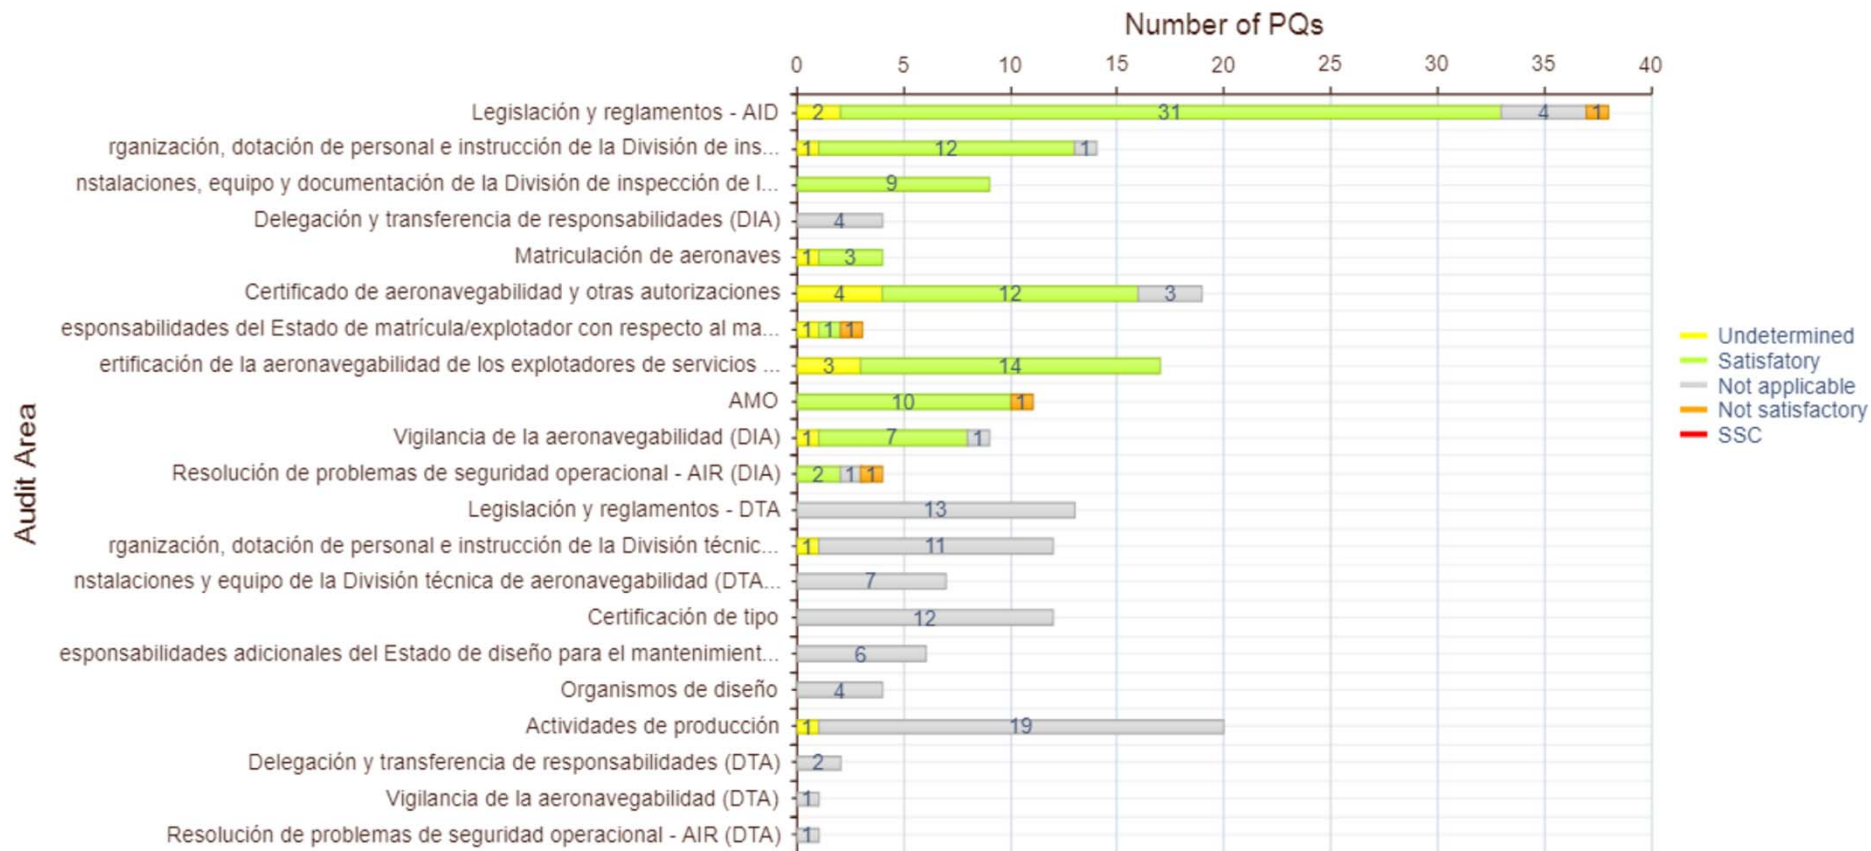 Number of PQs
0 5 10 15 20 25 30 35 40
Audit Area
Legislación y reglamentos - AID 2 31 4 1
rganización, dotación de personal e instrucción de la División de ins... 1 12 1
nstalaciones, equipo y documentación de la División de inspección de l... 9
Delegación y transferencia de responsabilidades (DIA) 4
Matriculación de aeronaves 1 3
Certificado de aeronavegabilidad y otras autorizaciones 4 12 3
esponsabilidades del Estado de matrícula/explotador con respecto al ma... 1 1 1
ertificación de la aeronavegabilidad de los explotadores de servicios ... 3 14
AMO 10 1
Vigilancia de la aeronavegabilidad (DIA) 1 7 1
Resolución de problemas de seguridad operacional - AIR (DIA) 2 1 1
Legislación y reglamentos - DTA 13
rganización, dotación de personal e instrucción de la División técnic... 1 11
nstalaciones y equipo de la División técnica de aeronavegabilidad (DTA... 7
Certificación de tipo 12
esponsabilidades adicionales del Estado de diseño para el mantenimient... 6
Organismos de diseño 4
Actividades de producción 1 19
Delegación y transferencia de responsabilidades (DTA) 2
Vigilancia de la aeronavegabilidad (DTA) 1
Resolución de problemas de seguridad operacional - AIR (DTA) 1
Undetermined
Satisfatory
Not applicable
Not satisfactory
SSC